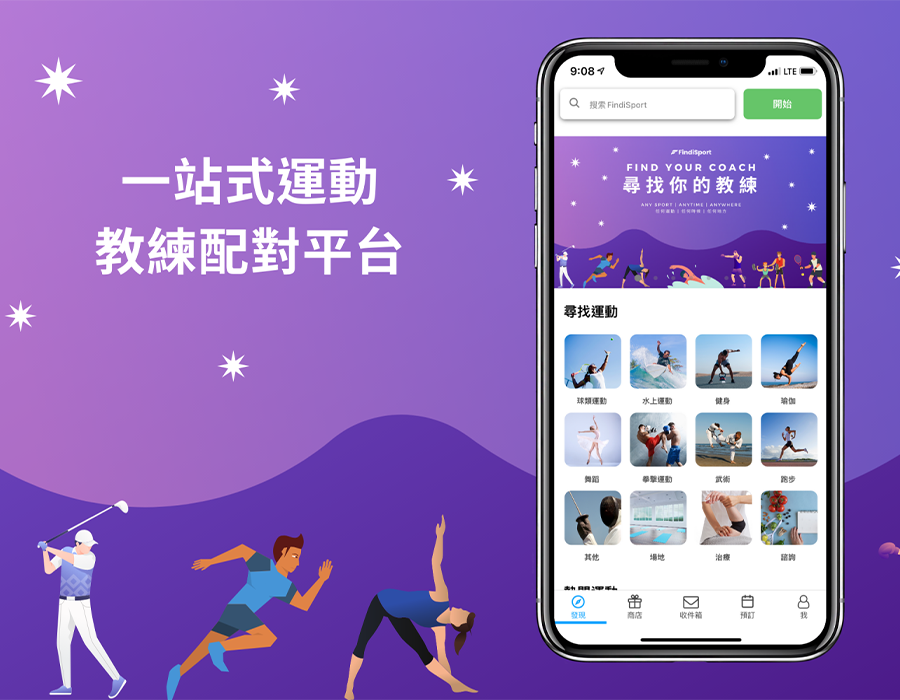 一站式運動
教練配對平台
9:08
LTE
搜索 FindiSport
開始
FindiSport
FIND YOUR COACH
尋找你的教練
ANY SPORT | ANYTIME | ANYWHERE
任何運動 | 任何時候 | 任何地方
尋找運動
球類運動 水上運動 健身 瑜伽
舞蹈 拳擊運動 武術 跑步
其他 場地 治療 諮詢
熱門運動
發現 商店 收件箱 預訂 我